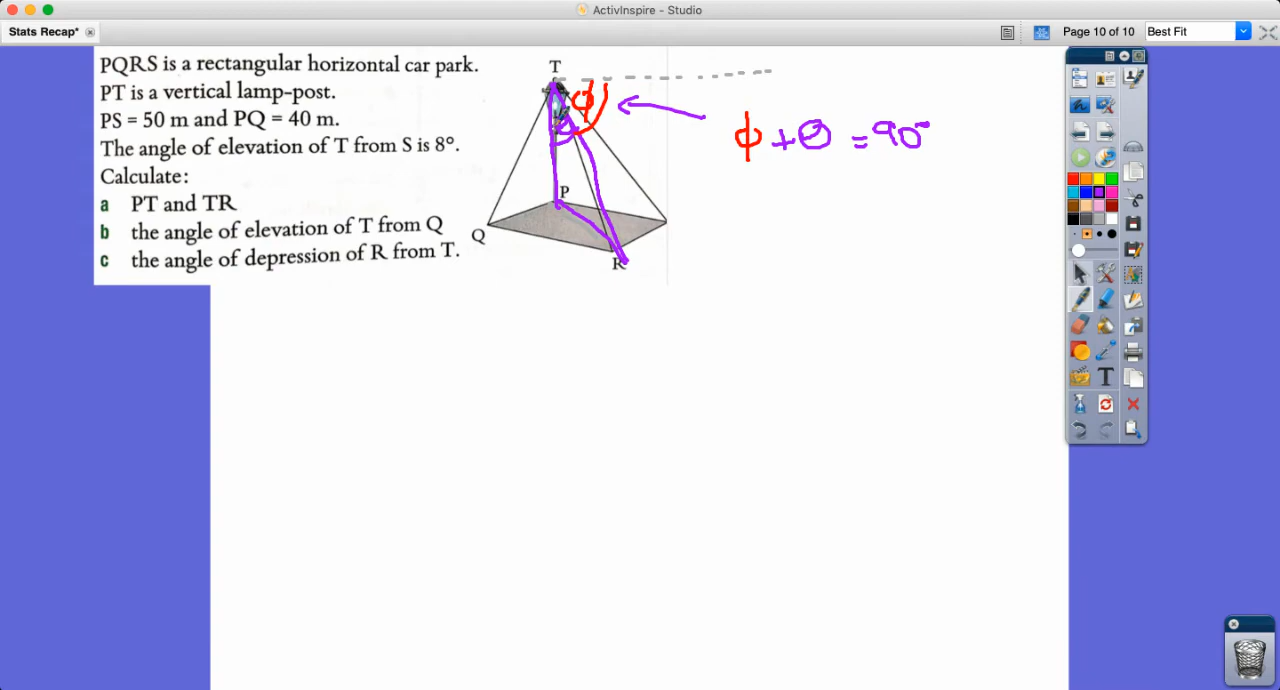 ActivInspire - Studio
Stats Recap*
Page 10 of 10
Best Fit
PQRS is a rectangular horizontal car park.
PT is a vertical lamp-post.
PS = 50 m and PQ = 40 m.
The angle of elevation of T from S is 8°.
Calculate:
a PT and TR
b the angle of elevation of T from Q
c the angle of depression of R from T.
T
ϕ
θ
P
Q
R
ϕ + θ = 90°
T